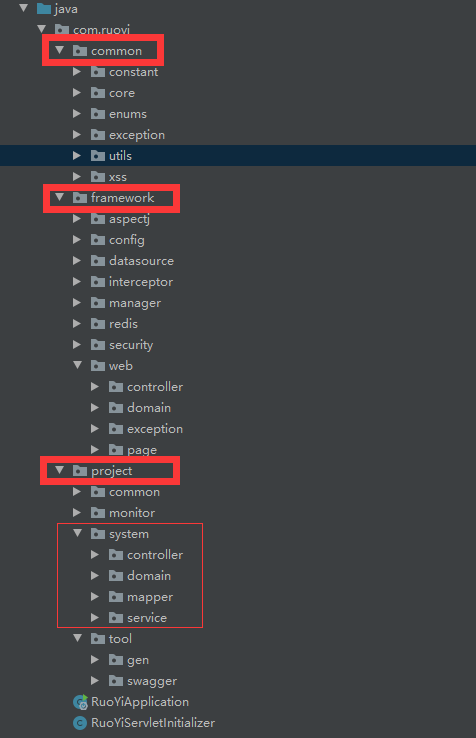 java
com.ruoyi
common
constant
core
enums
exception
utils
xss
framework
aspectj
config
datasource
interceptor
manager
redis
security
web
controller
domain
exception
page
project
common
monitor
system
controller
domain
mapper
service
tool
gen
swagger
RuoYiApplication
RuoYiServletInitializer